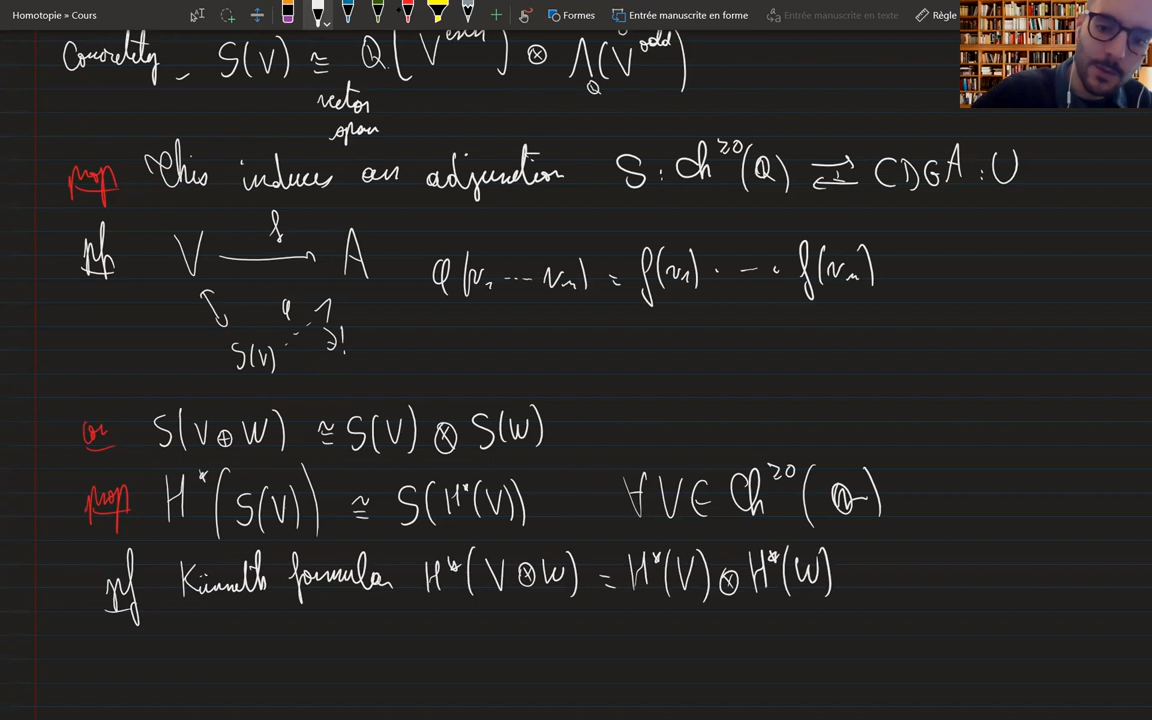 Homotopie » Cours
Formes
Entrée manuscrite en forme
Entrée manuscrite en texte
Règle
Concretely _ S(V) ≅ Q[V^even] ⊗ Λ_Q(V^odd)
vector
space
prop This induces an adjunction S : Ch^≥0(Q) ⇄ CDGA : U
pf V f A φ(v₁ ... vₙ) = f(v₁) · ... · f(vₙ)
S(V) φ ∃!
cor S(V ⊕ W) ≅ S(V) ⊗ S(W)
prop H*(S(V)) ≅ S(H*(V)) ∀ V ∈ Ch^≥0(Q)
pf Künneth formula H*(V ⊗ W) = H*(V) ⊗ H*(W)